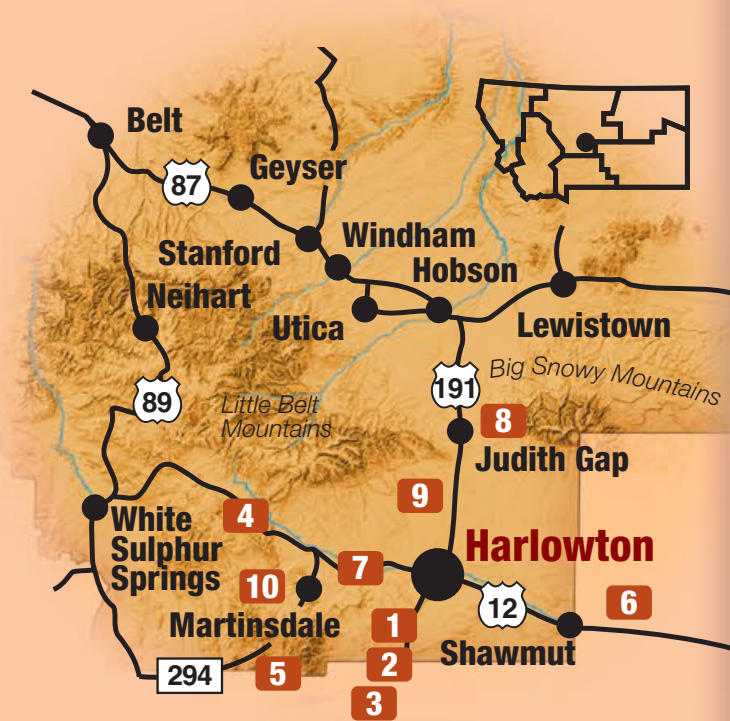 Belt
Geyser
87
Stanford
Windham
Hobson
Neihart
Utica
Lewistown
89
Little Belt
Mountains
191
Big Snowy Mountains
8
Judith Gap
9
White
Sulphur
Springs
4
Harlowton
7
10
12
6
Martinsdale
1
Shawmut
2
294
5
3